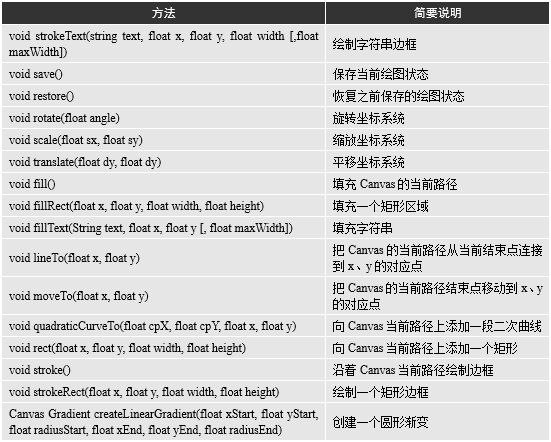 方法 简要说明
void strokeText(string text, float x, float y, float width [,float 绘制字符串边框
maxWidth])
void save() 保存当前绘图状态
void restore() 恢复之前保存的绘图状态
void rotate(float angle) 旋转坐标系统
void scale(float sx, float sy) 缩放坐标系统
void translate(float dy, float dy) 平移坐标系统
void fill() 填充 Canvas 的当前路径
void fillRect(float x, float y, float width, float height) 填充一个矩形区域
void fillText(String text, float x, float y [, float maxWidth]) 填充字符串
void lineTo(float x, float y) 把 Canvas 的当前路径从当前结束点连接
到 x、y 的对应点
void moveTo(float x, float y) 把 Canvas 的当前路径结束点移动到 x、y
的对应点
void quadraticCurveTo(float cpX, float cpY, float x, float y) 向 Canvas 当前路径上添加一段二次曲线
void rect(float x, float y, float width, float height) 向 Canvas 当前路径上添加一个矩形
void stroke() 沿着 Canvas 当前路径绘制边框
void strokeRect(float x, float y, float width, float height) 绘制一个矩形边框
Canvas Gradient createLinearGradient(float xStart, float yStart, 创建一个圆形渐变
float radiusStart, float xEnd, float yEnd, float radiusEnd)